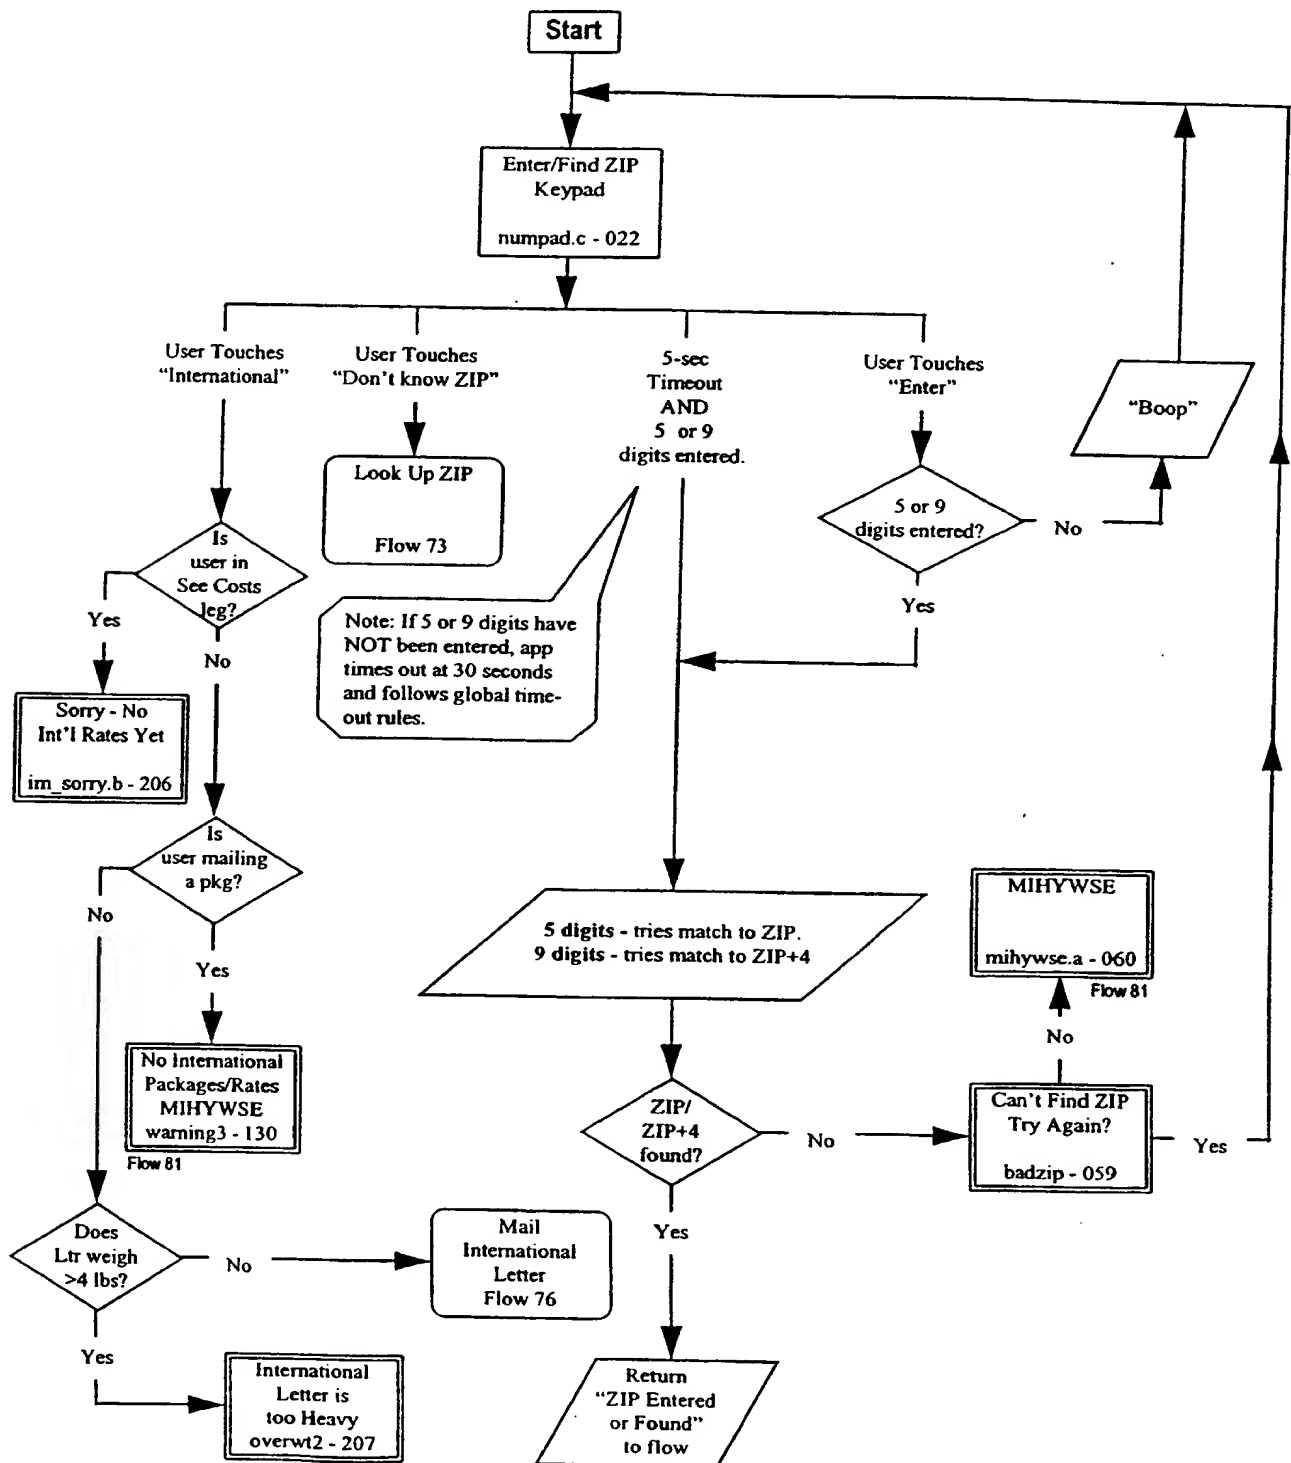 Start
Enter/Find ZIP
Keypad
numpad.c - 022
User Touches
"International"
User Touches
"Don't know ZIP"
5-sec
Timeout
AND
5 or 9
digits entered.
User Touches
"Enter"
"Boop"
Look Up ZIP
Flow 73
5 or 9
digits entered?
No
Yes
Is
user in
See Costs
leg?
Yes
No
Note: If 5 or 9 digits have
NOT been entered, app
times out at 30 seconds
and follows global time-
out rules.
Sorry - No
Int'l Rates Yet
im_sorry.b - 206
Is
user mailing
a pkg?
No
Yes
5 digits - tries match to ZIP.
9 digits - tries match to ZIP+4
MIHYWSE
mihywse.a - 060
Flow 81
No
No International
Packages/Rates
MIHYWSE
warning3 - 130
Flow 81
ZIP/
ZIP+4
found?
No
Can't Find ZIP
Try Again?
badzip - 059
Yes
Yes
Does
Ltr weigh
>4 lbs?
No
Mail
International
Letter
Flow 76
Yes
International
Letter is
too Heavy
overwt2 - 207
Return
"ZIP Entered
or Found"
to flow